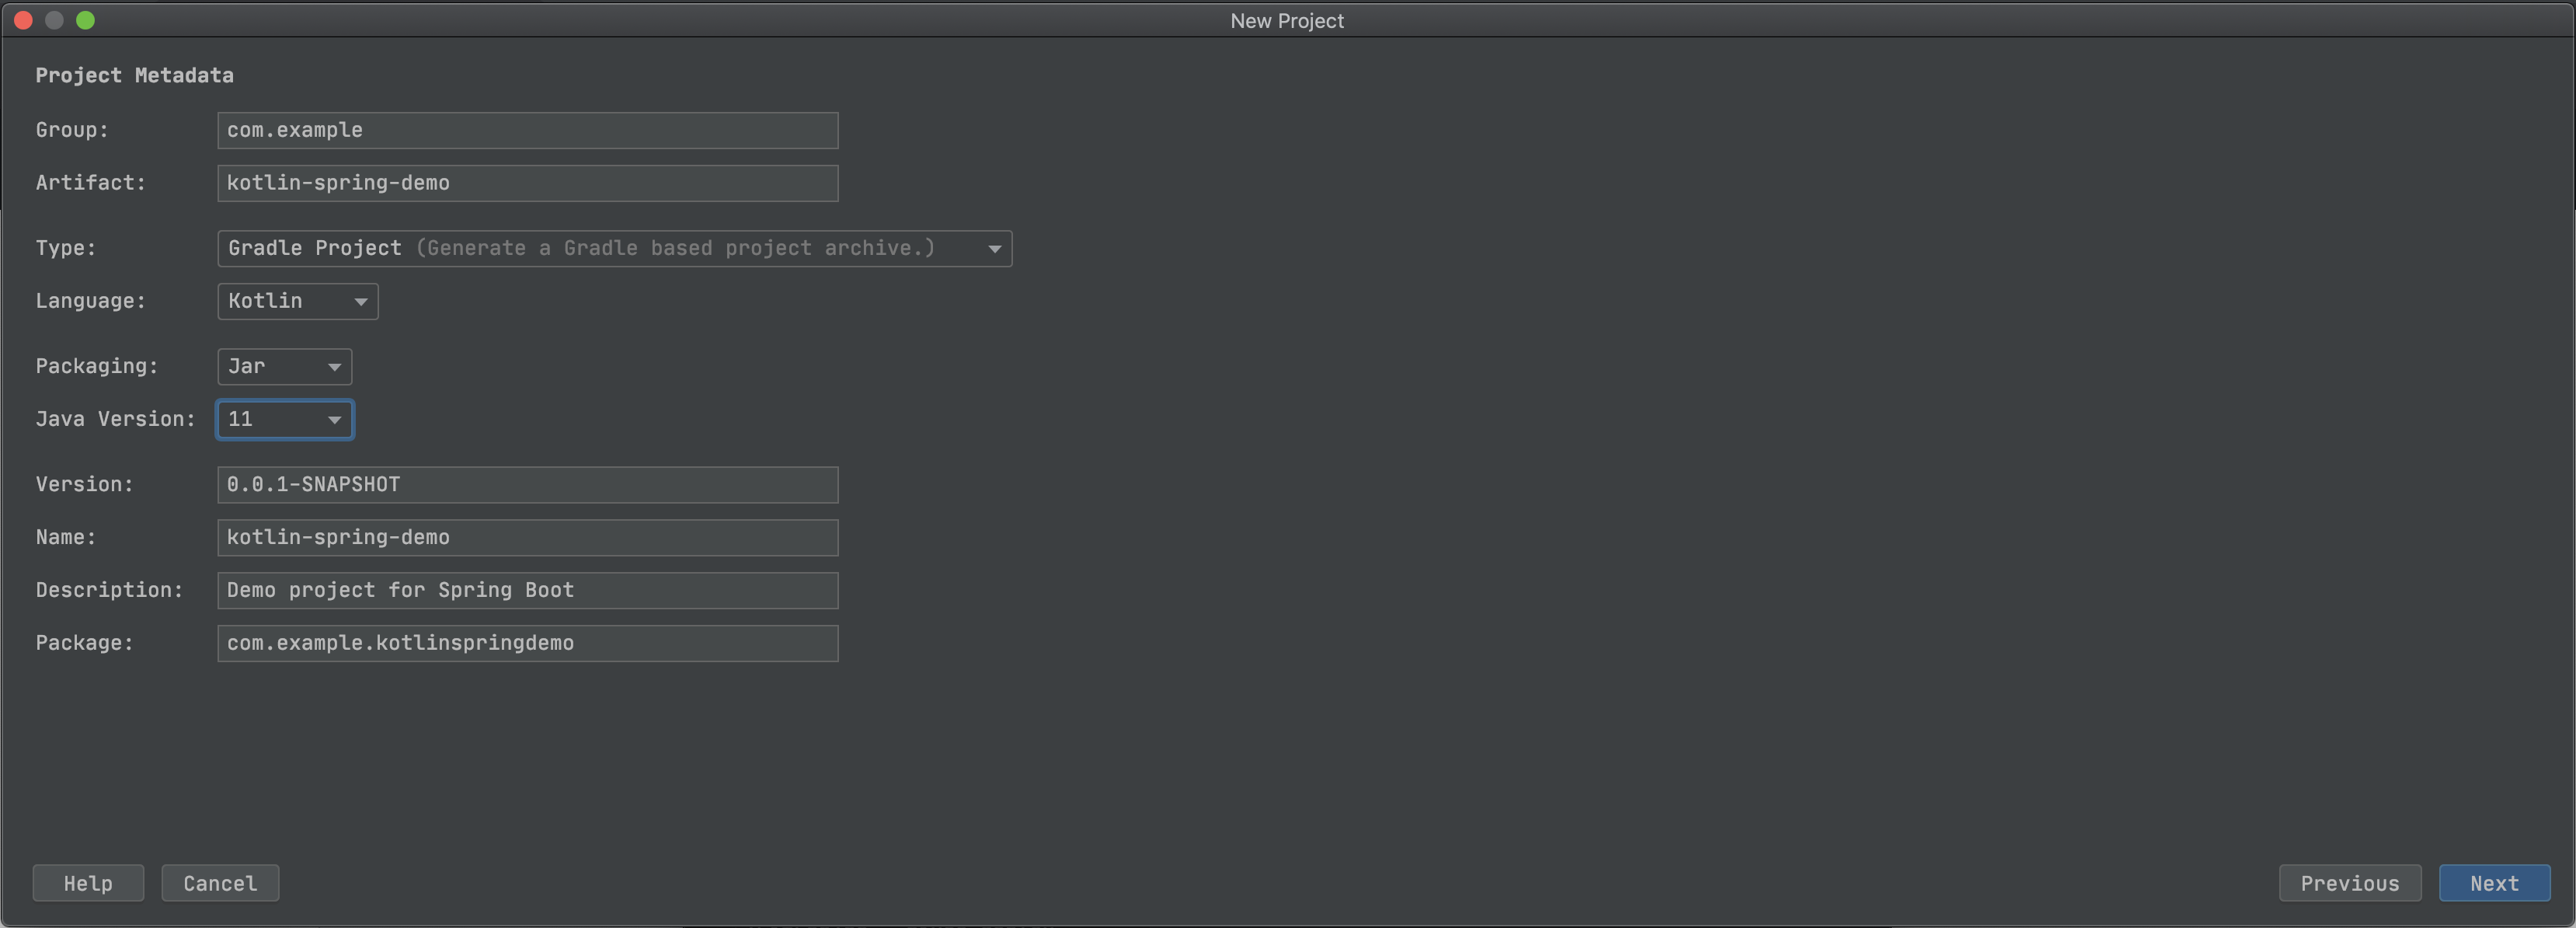 New Project
Project Metadata
Group: com.example
Artifact: kotlin-spring-demo
Type: Gradle Project (Generate a Gradle based project archive.)
Language: Kotlin
Packaging: Jar
Java Version: 11
Version: 0.0.1-SNAPSHOT
Name: kotlin-spring-demo
Description: Demo project for Spring Boot
Package: com.example.kotlinspringdemo
Help Cancel Previous Next